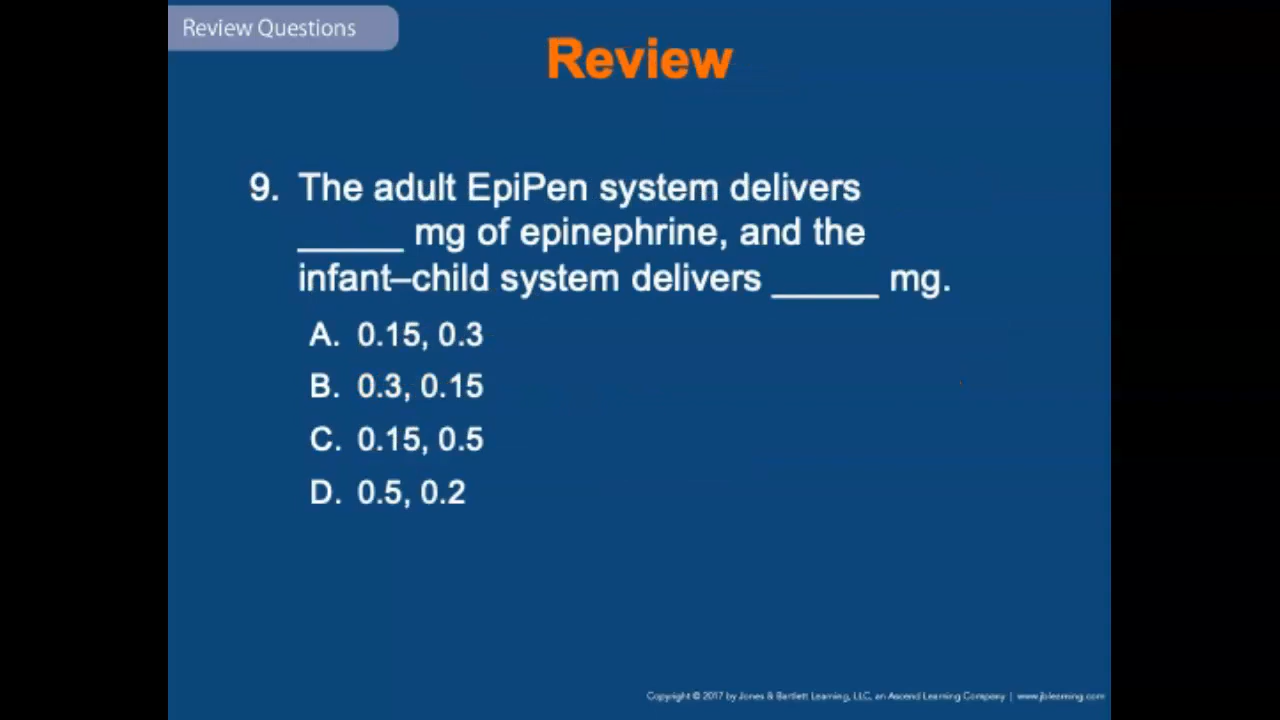 Review Questions
Review
9. The adult EpiPen system delivers
_____ mg of epinephrine, and the
infant–child system delivers _____ mg.
A. 0.15, 0.3
B. 0.3, 0.15
C. 0.15, 0.5
D. 0.5, 0.2
Copyright © 2017 by Jones & Bartlett Learning, LLC, an Ascend Learning Company | www.jblearning.com